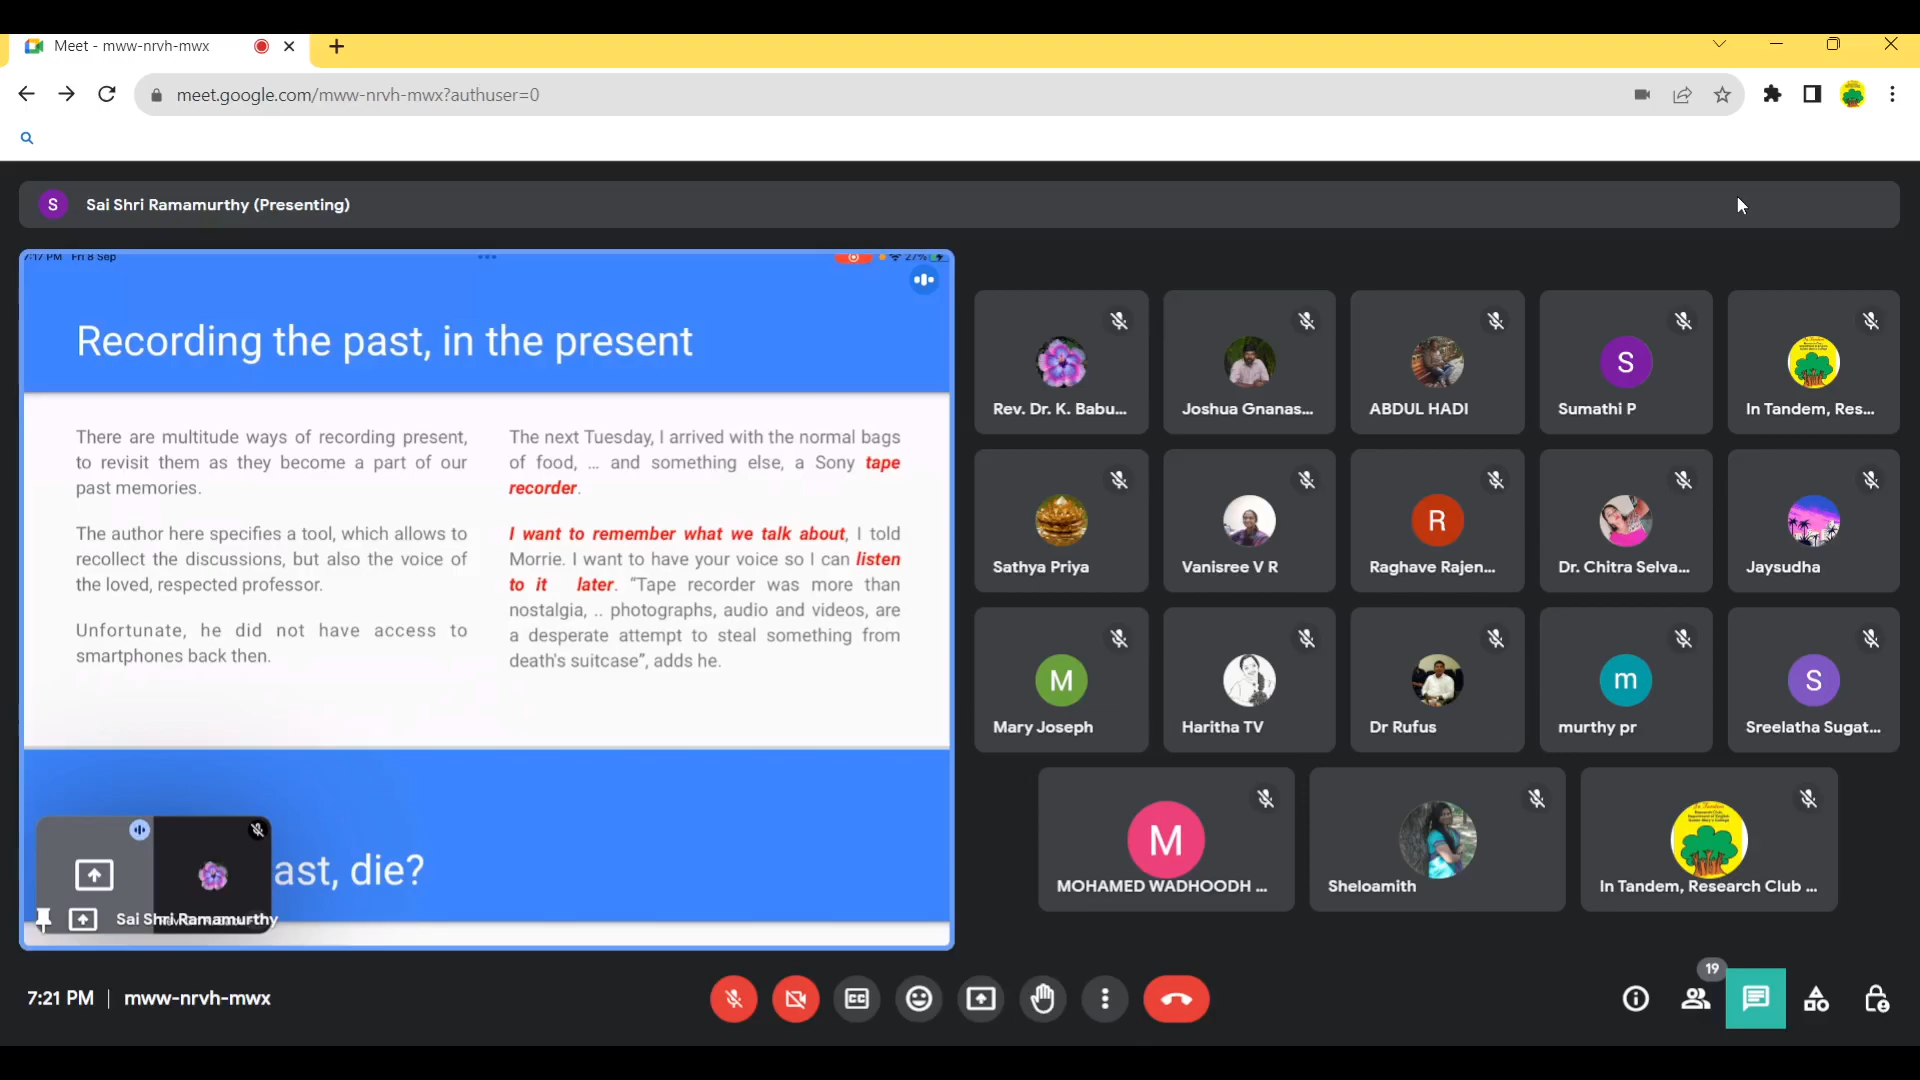 Meet - mww-nrvh-mwx
meet.google.com/mww-nrvh-mwx?authuser=0
S
Sai Shri Ramamurthy (Presenting)
7:17 PM Fri 8 Sep
27%
Recording the past, in the present
There are multitude ways of recording present,
to revisit them as they become a part of our
past memories.
The author here specifies a tool, which allows to
recollect the discussions, but also the voice of
the loved, respected professor.
Unfortunate, he did not have access to
smartphones back then.
The next Tuesday, I arrived with the normal bags
of food, ... and something else, a Sony tape
recorder.
I want to remember what we talk about, I told
Morrie. I want to have your voice so I can listen
to it later. “Tape recorder was more than
nostalgia, .. photographs, audio and videos, are
a desperate attempt to steal something from
death's suitcase”, adds he.
ast, die?
Sai Shri Ramamurthy
Rev. Dr. K. Babu...
Joshua Gnanas...
ABDUL HADI
S
Sumathi P
In Tandem, Res...
Sathya Priya
Vanisree V R
R
Raghave Rajen...
Dr. Chitra Selva...
Jaysudha
M
Mary Joseph
Haritha TV
Dr Rufus
m
murthy pr
S
Sreelatha Sugat...
M
MOHAMED WADHOODH ...
Sheloamith
In Tandem, Research Club ...
7:21 PM | mww-nrvh-mwx
CC
19